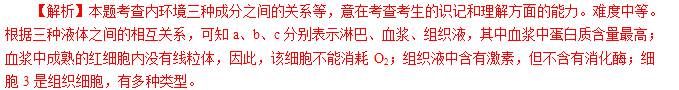 【解析】本题考查内环境三种成分之间的关系等，意在考查考生的识记和理解方面的能力。难度中等。
根据三种液体之间的相互关系，可知 a、b、c 分别表示淋巴、血浆、组织液，其中血浆中蛋白质含量最高；
血浆中成熟的红细胞内没有线粒体，因此，该细胞不能消耗 O₂；组织液中含有激素，但不含有消化酶；细
胞 3 是组织细胞，有多种类型。